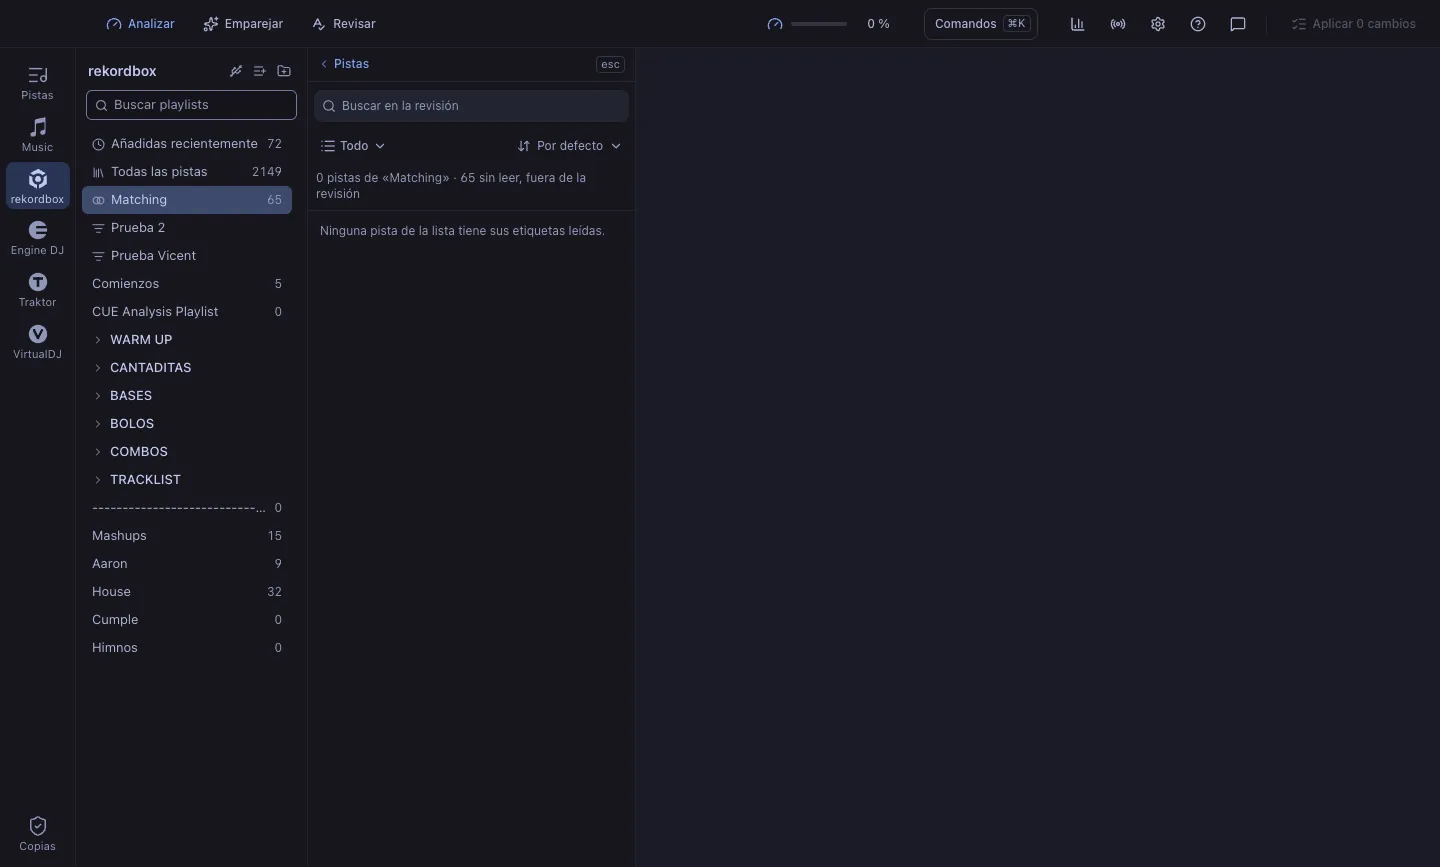 Analizar
Emparejar
Revisar
0 %
Comandos ⌘K
Aplicar 0 cambios
Pistas
Music
rekordbox
Engine DJ
Traktor
VirtualDJ
Copias
rekordbox
Buscar playlists
Añadidas recientemente 72
Todas las pistas 2149
Matching 65
Prueba 2
Prueba Vicent
Comienzos 5
CUE Analysis Playlist 0
WARM UP
CANTADITAS
BASES
BOLOS
COMBOS
TRACKLIST
---------------------------... 0
Mashups 15
Aaron 9
House 32
Cumple 0
Himnos 0
Pistas esc
Buscar en la revisión
Todo Por defecto
0 pistas de «Matching» · 65 sin leer, fuera de la
revisión
Ninguna pista de la lista tiene sus etiquetas leídas.